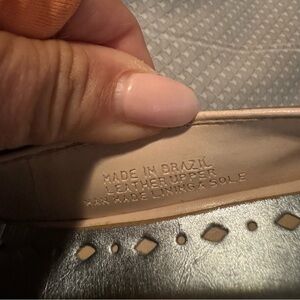 MADE IN BRAZIL
LEATHER UPPER
MAN MADE LINING & SOLE